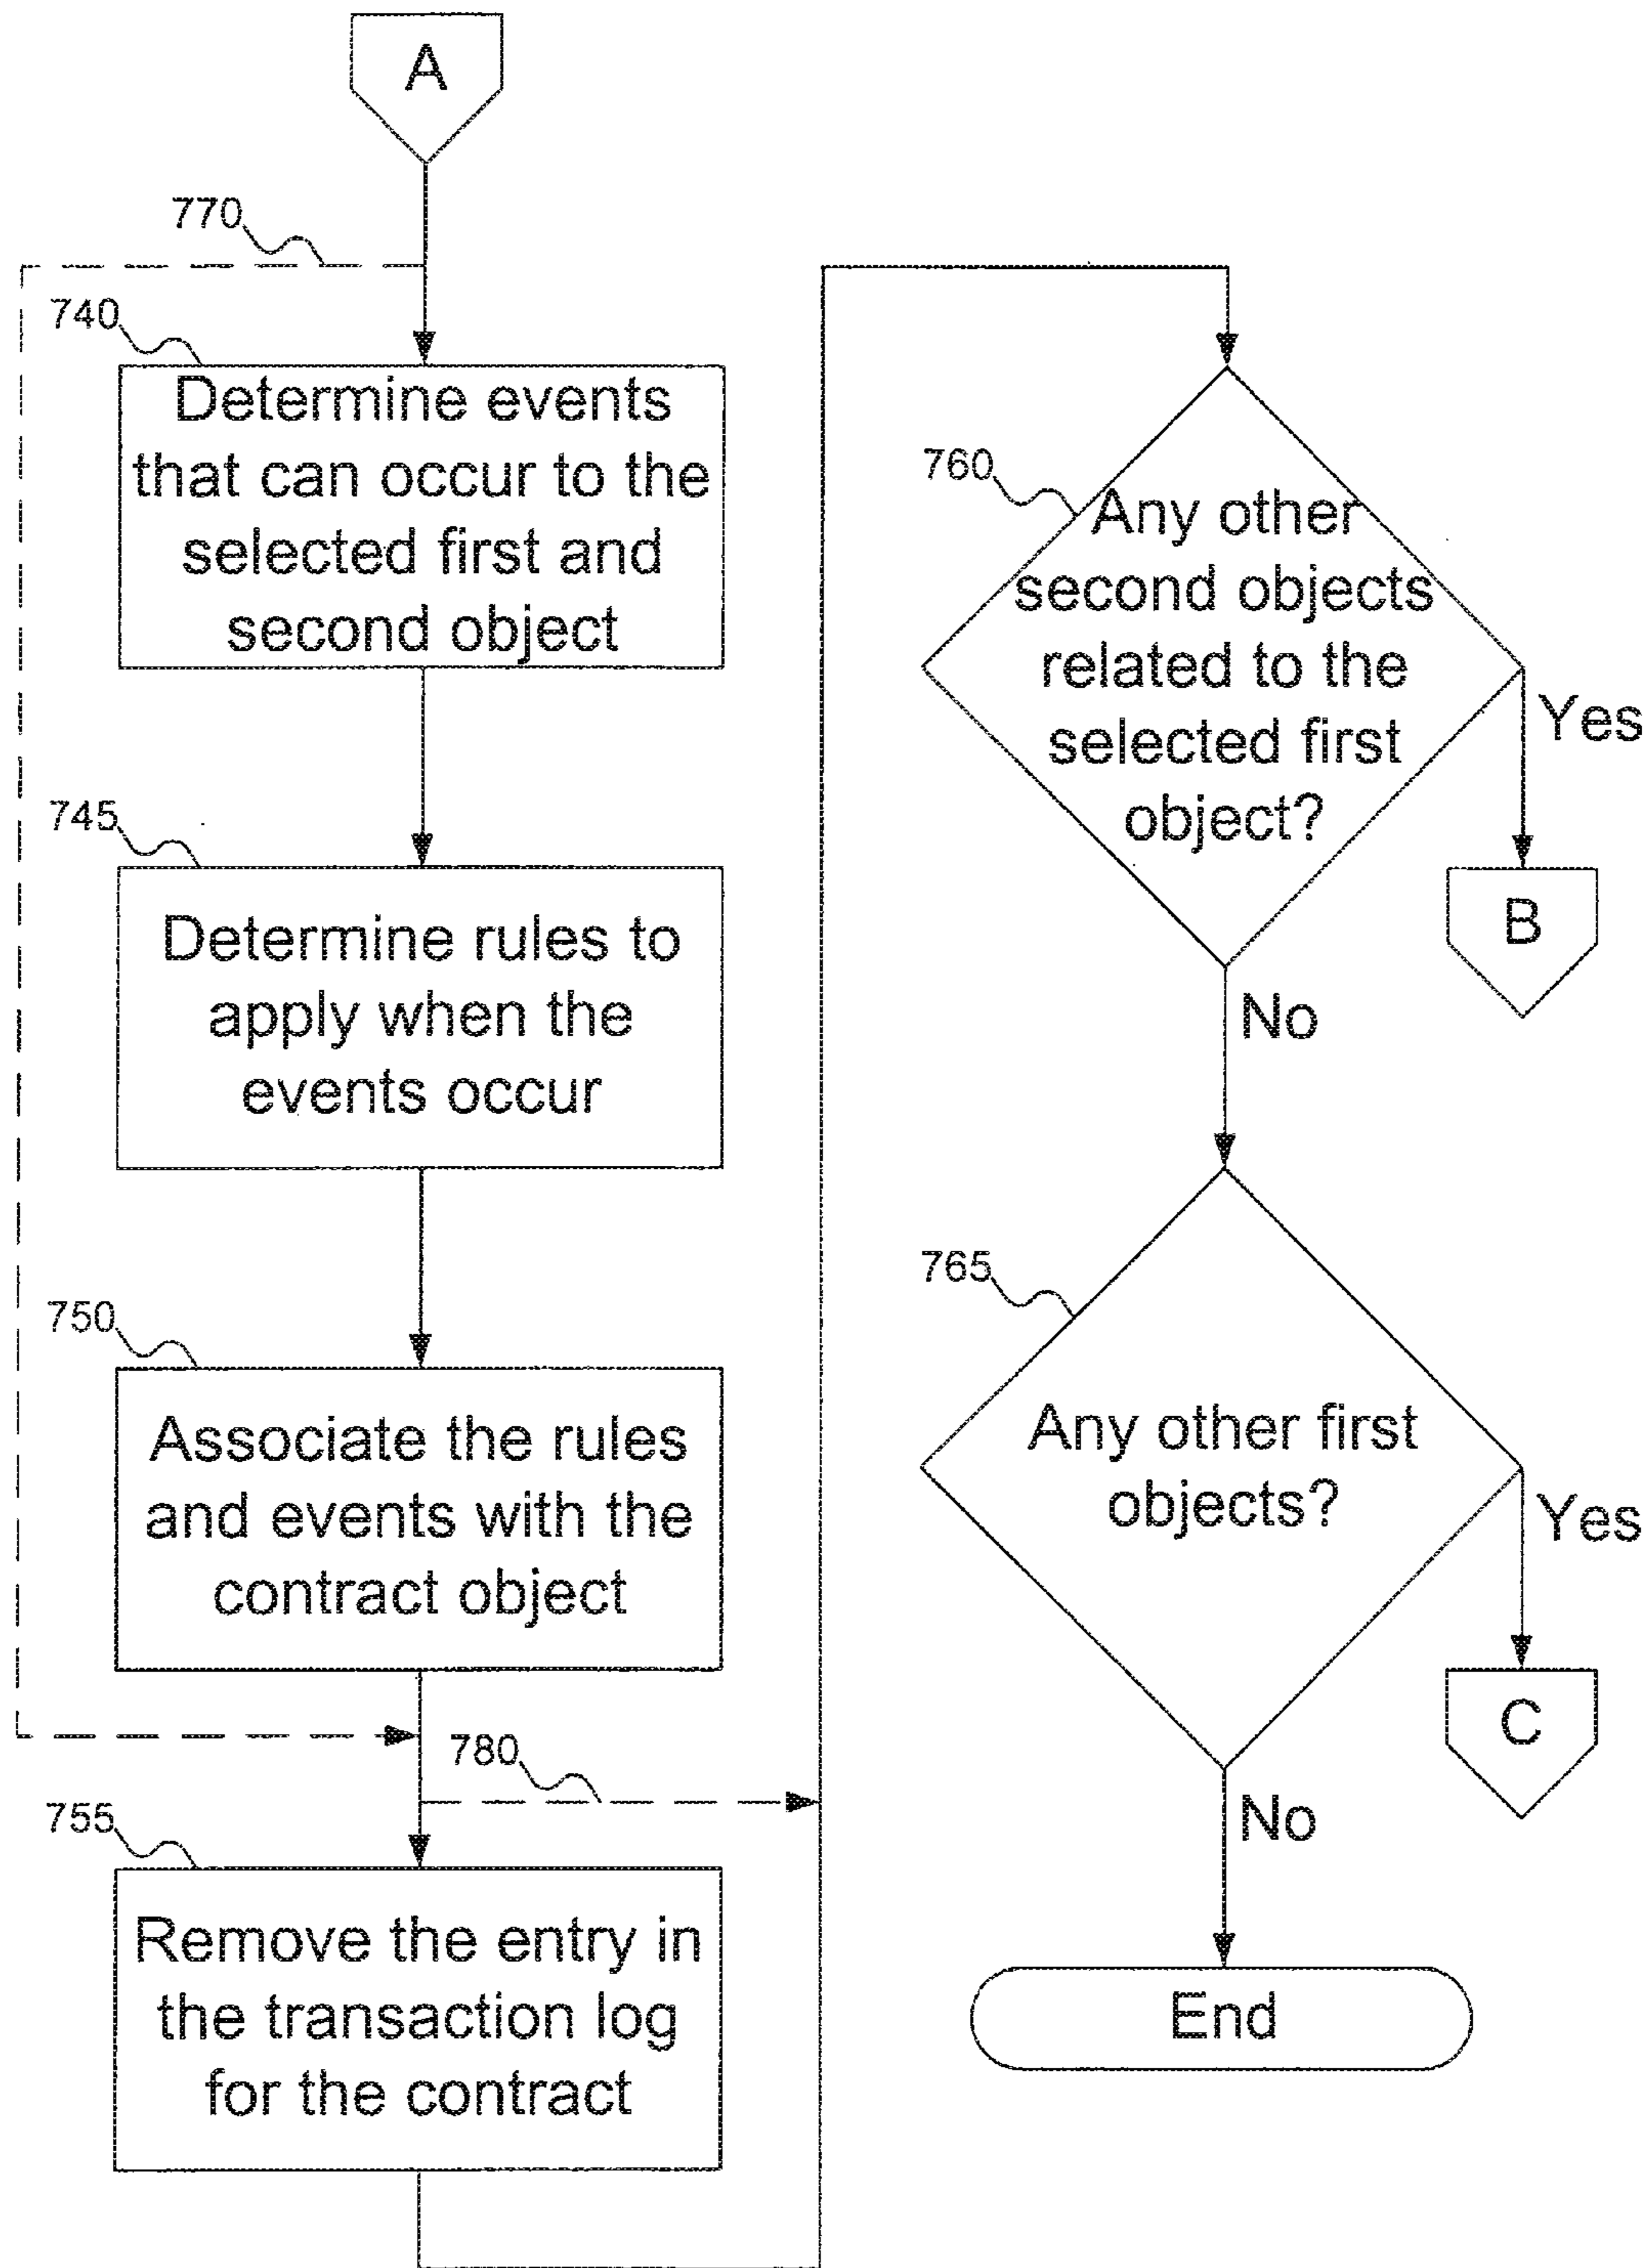 A
770
740
Determine events
that can occur to the
selected first and
second object
745
Determine rules to
apply when the
events occur
750
Associate the rules
and events with the
contract object
780
755
Remove the entry in
the transaction log
for the contract
760
Any other
second objects
related to the
selected first
object?
Yes
B
No
765
Any other first
objects?
Yes
C
No
End